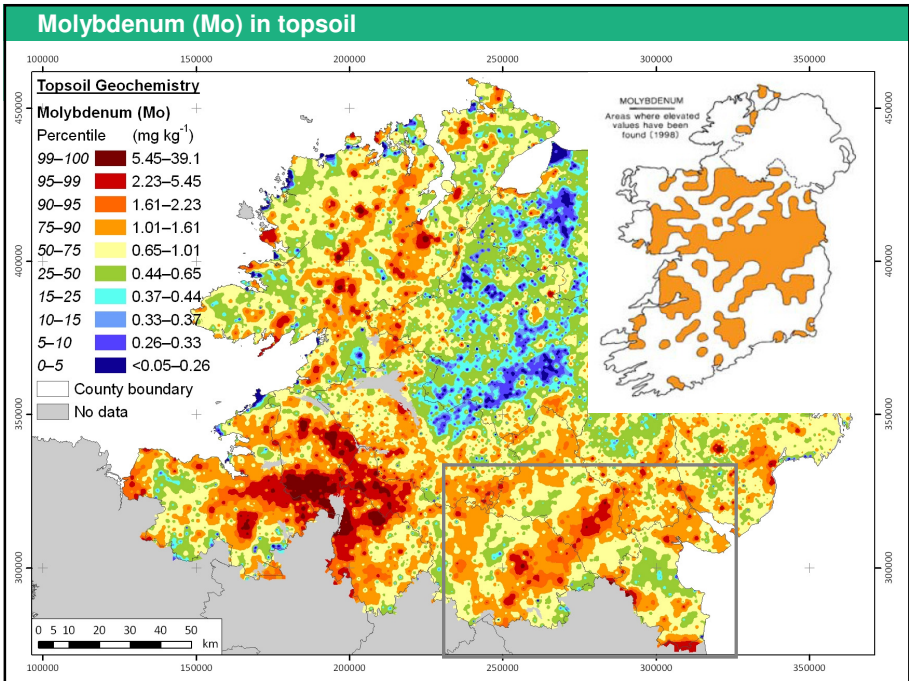 Molybdenum (Mo) in topsoil
100000 150000 200000 250000 300000 350000
Topsoil Geochemistry
Molybdenum (Mo)
Percentile (mg kg⁻¹)
99–100 5.45–39.1
95–99 2.23–5.45
90–95 1.61–2.23
75–90 1.01–1.61
50–75 0.65–1.01
25–50 0.44–0.65
15–25 0.37–0.44
10–15 0.33–0.37
5–10 0.26–0.33
0–5 <0.05–0.26
County boundary
No data
MOLYBDENUM
Areas where elevated
values have been
found (1998)
450000
400000
350000
300000
450000
400000
350000
300000
0 5 10 20 30 40 50
km
100000 150000 200000 250000 300000 350000